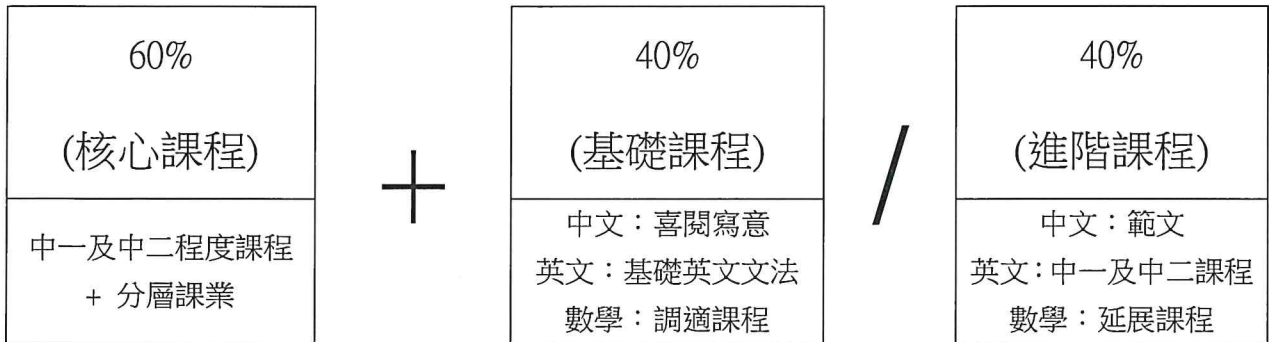 60%
(核心課程)
中一及中二程度課程
+ 分層課業
+
40%
(基礎課程)
中文：喜閱寫意
英文：基礎英文文法
數學：調適課程
/
40%
(進階課程)
中文：範文
英文：中一及中二課程
數學：延展課程